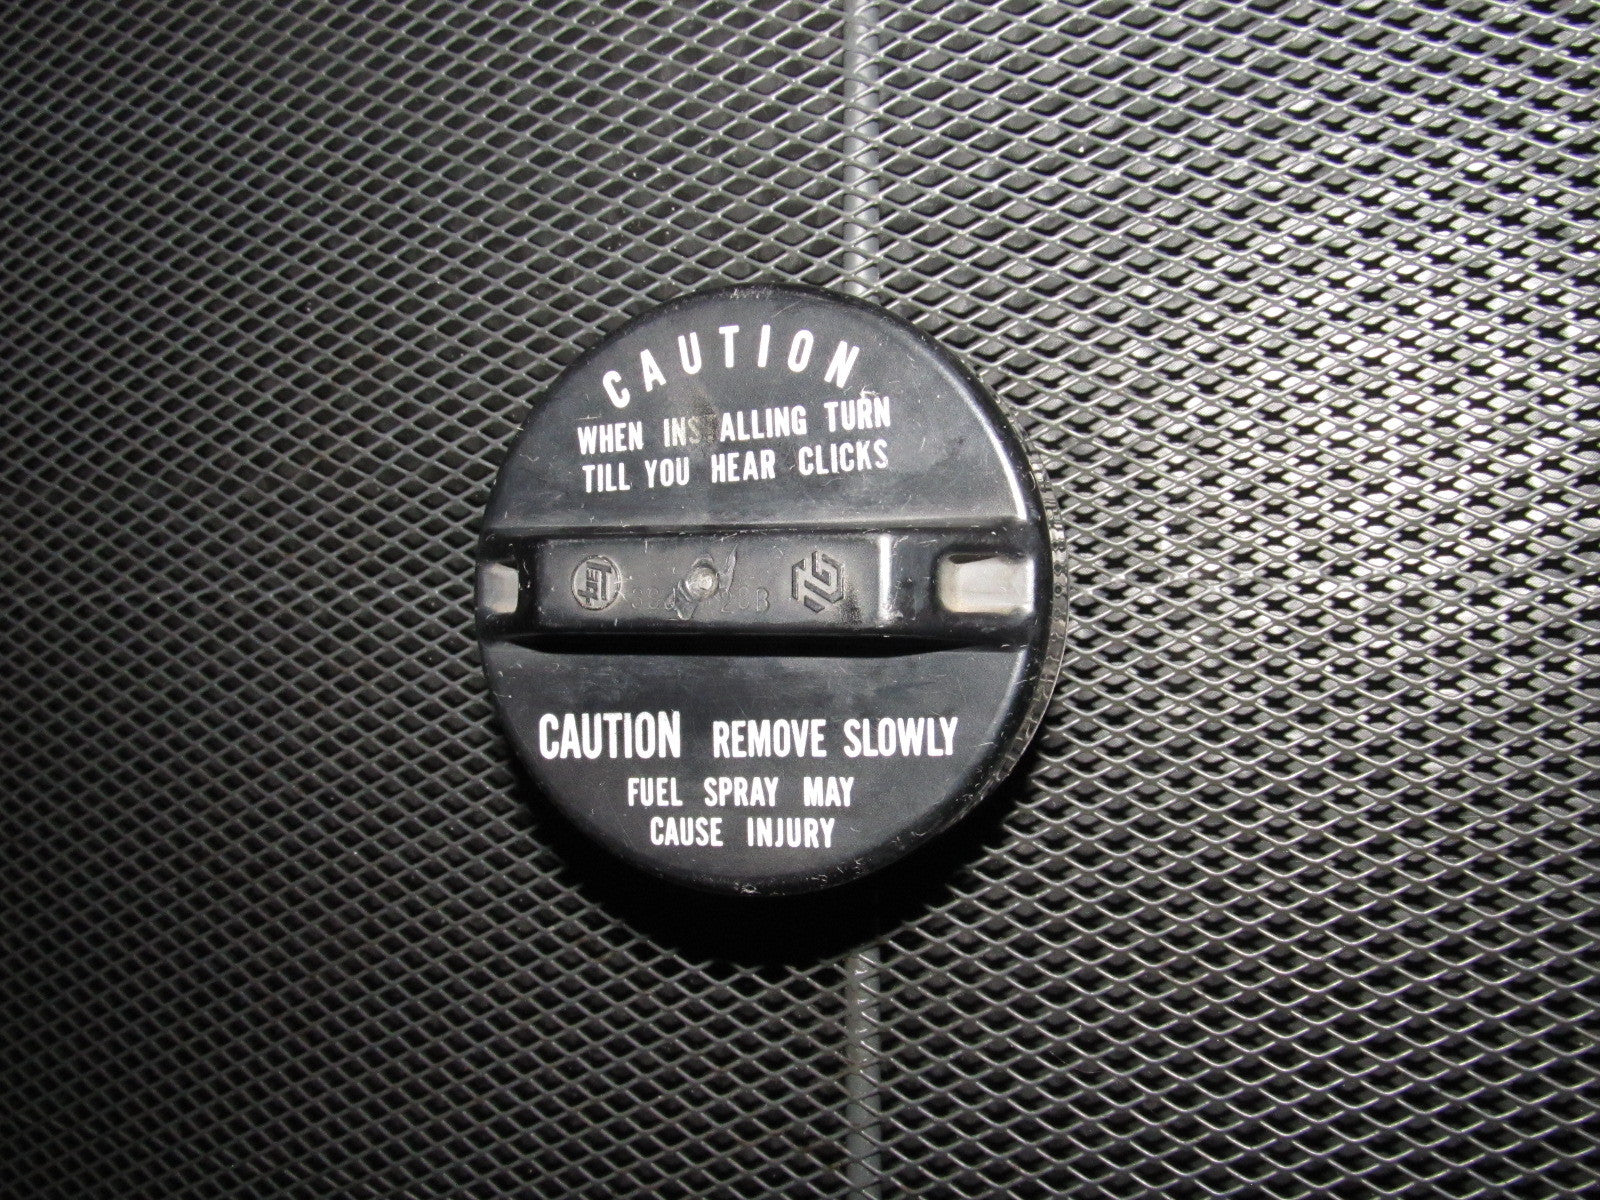 CAUTION
WHEN INSTALLING TURN
TILL YOU HEAR CLICKS
CAUTION REMOVE SLOWLY
FUEL SPRAY MAY
CAUSE INJURY